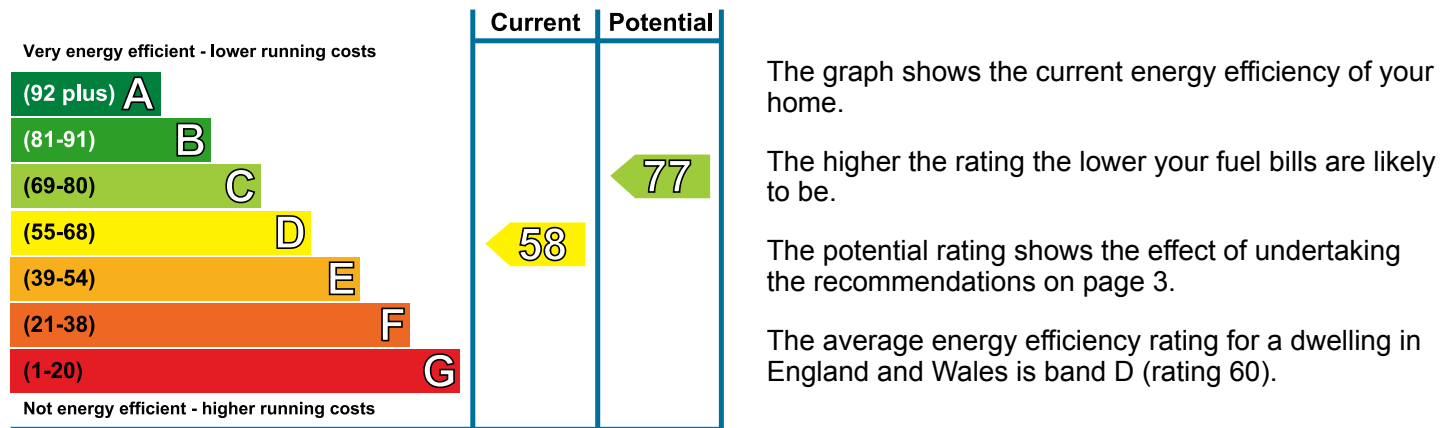 Current Potential
Very energy efficient - lower running costs
(92 plus) A
(81-91) B
(69-80) C
77
(55-68) D
58
(39-54) E
(21-38) F
(1-20) G
Not energy efficient - higher running costs
The graph shows the current energy efficiency of your
home.
The higher the rating the lower your fuel bills are likely
to be.
The potential rating shows the effect of undertaking
the recommendations on page 3.
The average energy efficiency rating for a dwelling in
England and Wales is band D (rating 60).